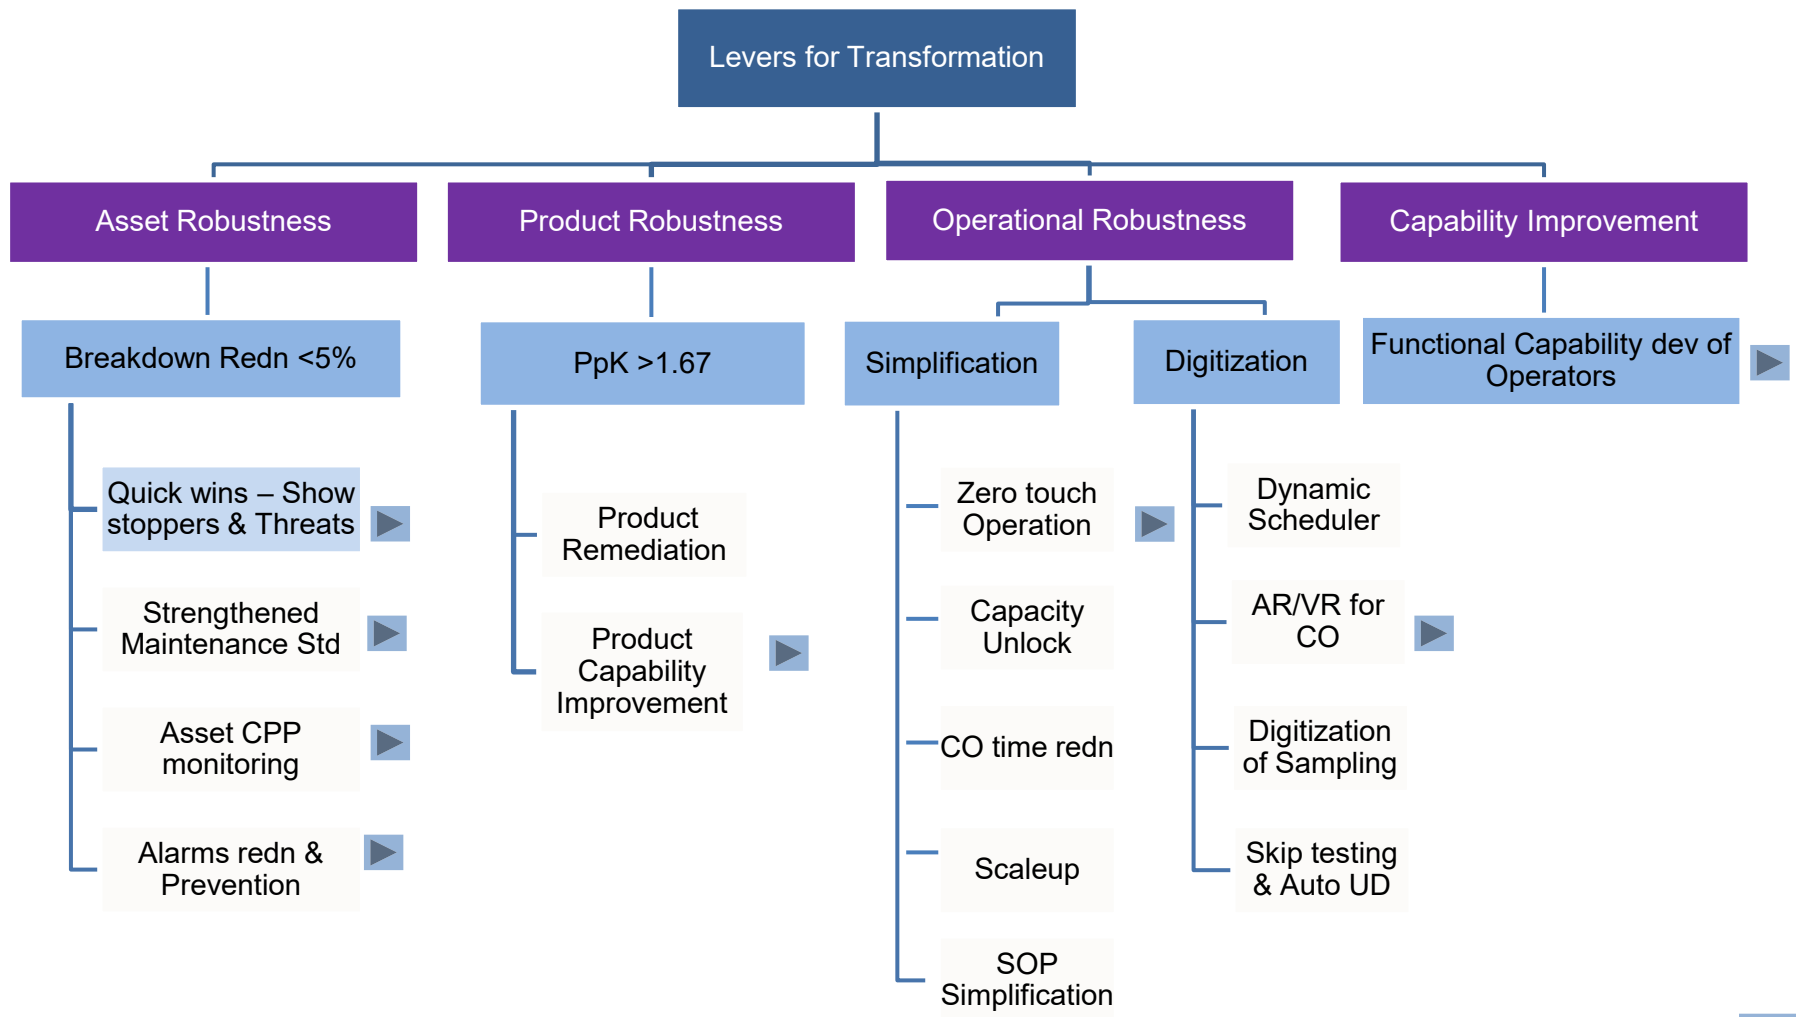 Levers for Transformation
Asset Robustness
Product Robustness
Operational Robustness
Capability Improvement
Breakdown Redn <5%
PpK >1.67
Simplification
Digitization
Functional Capability dev of
Operators
Quick wins – Show
stoppers & Threats
Strengthened
Maintenance Std
Asset CPP
monitoring
Alarms redn &
Prevention
Product
Remediation
Product
Capability
Improvement
Zero touch
Operation
Capacity
Unlock
CO time redn
Scaleup
SOP
Simplification
Dynamic
Scheduler
AR/VR for
CO
Digitization
of Sampling
Skip testing
& Auto UD